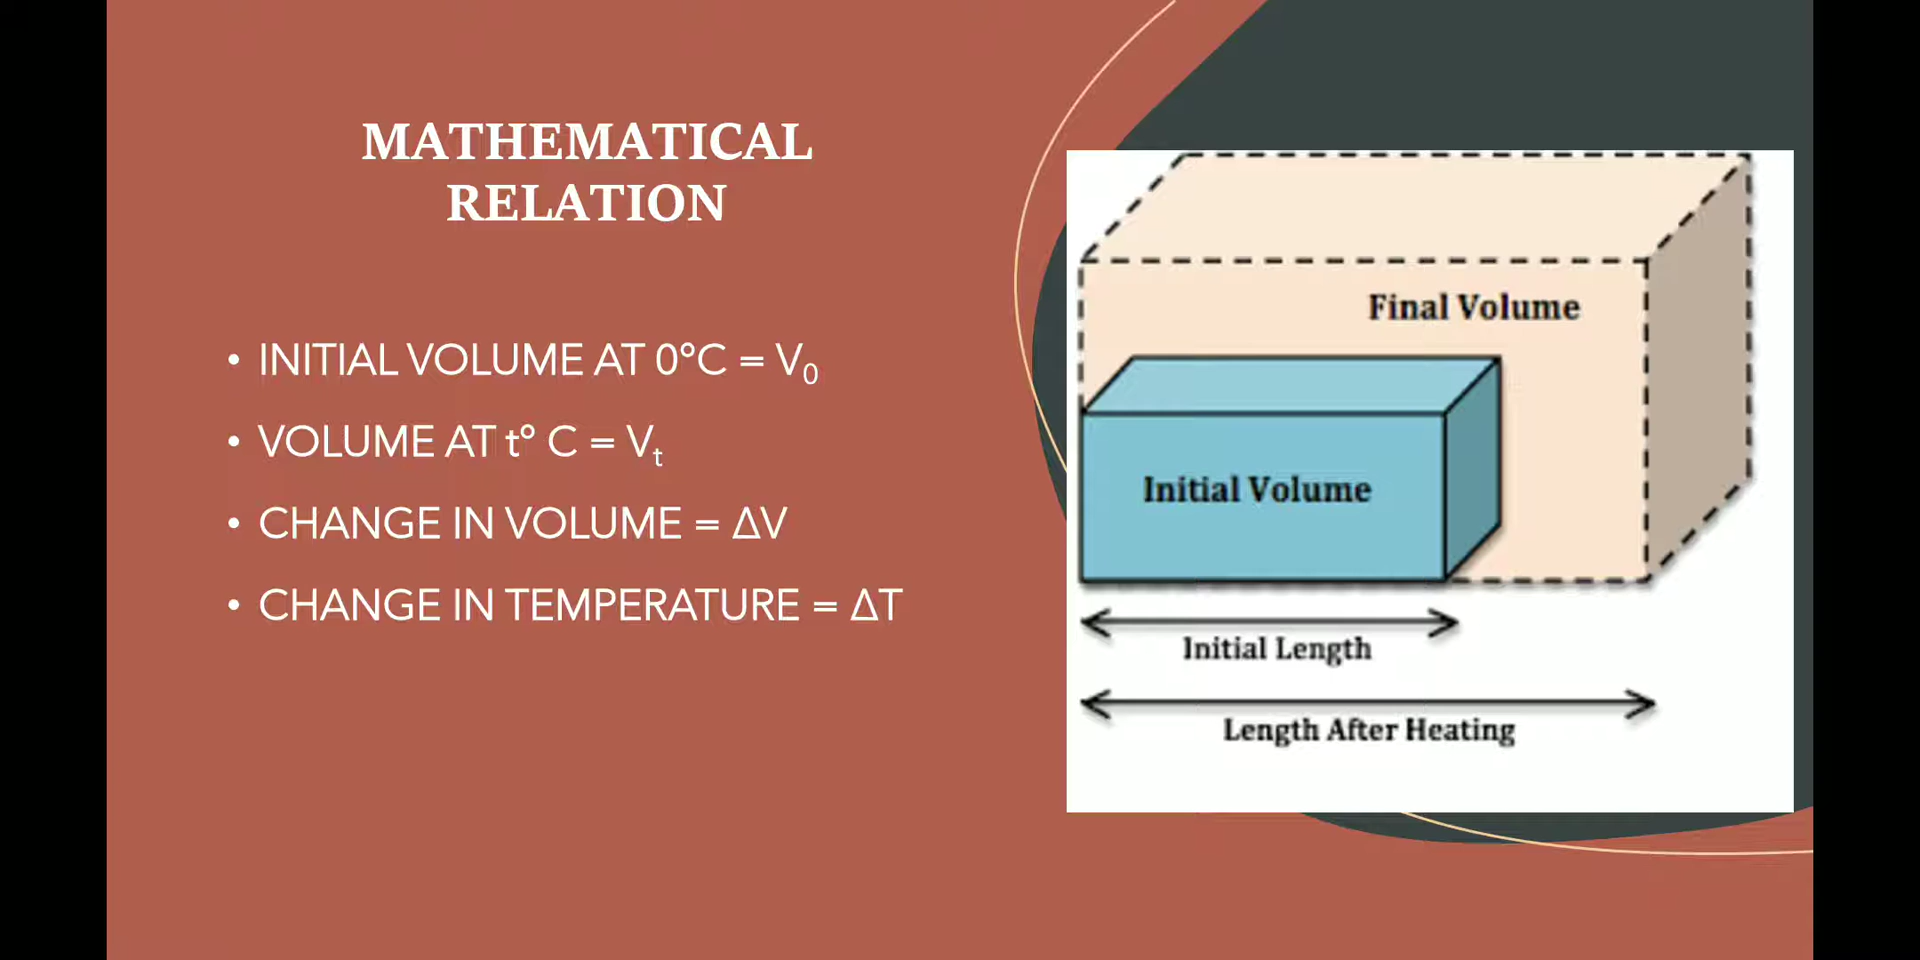 MATHEMATICAL
RELATION
• INITIAL VOLUME AT 0°C = V₀
• VOLUME AT t° C = Vₜ
• CHANGE IN VOLUME = ΔV
• CHANGE IN TEMPERATURE = ΔT
Final Volume
Initial Volume
Initial Length
Length After Heating